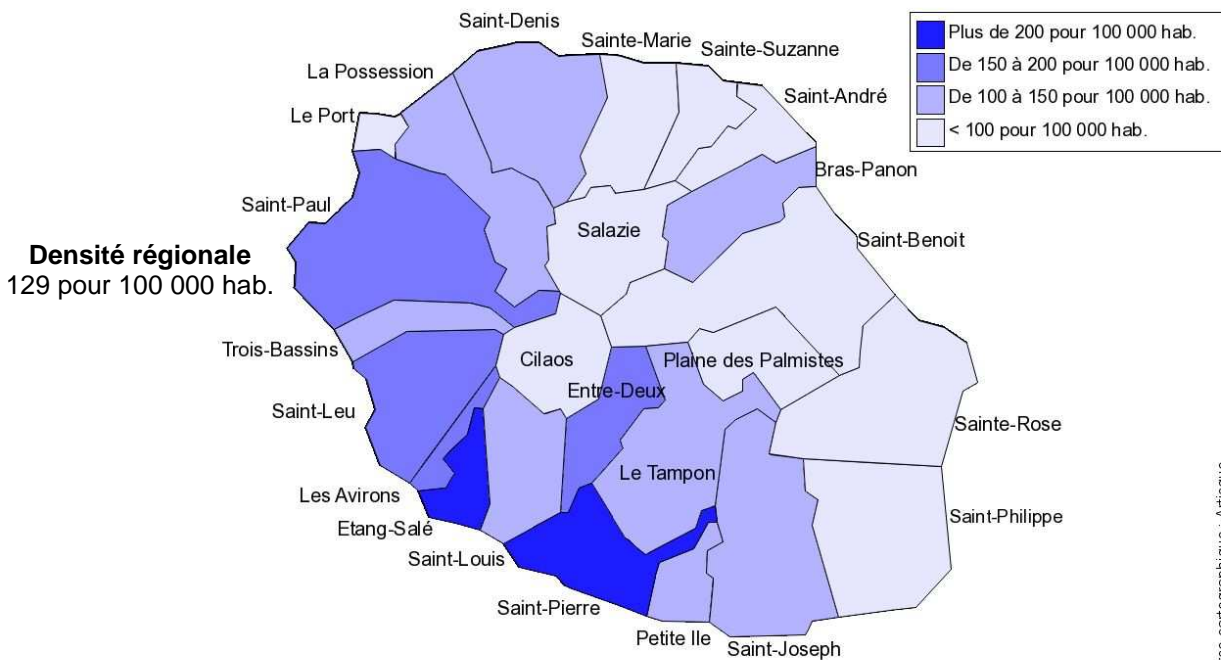 Saint-Denis
Sainte-Marie
Sainte-Suzanne
La Possession
Saint-André
Le Port
Bras-Panon
Saint-Paul
Salazie
Saint-Benoit
Densité régionale
129 pour 100 000 hab.
Trois-Bassins
Cilaos
Plaine des Palmistes
Entre-Deux
Saint-Leu
Sainte-Rose
Le Tampon
Les Avirons
Saint-Philippe
Etang-Salé
Saint-Louis
Saint-Pierre
Petite Ile
Saint-Joseph
Plus de 200 pour 100 000 hab.
De 150 à 200 pour 100 000 hab.
De 100 à 150 pour 100 000 hab.
< 100 pour 100 000 hab.
cartographique : Artique